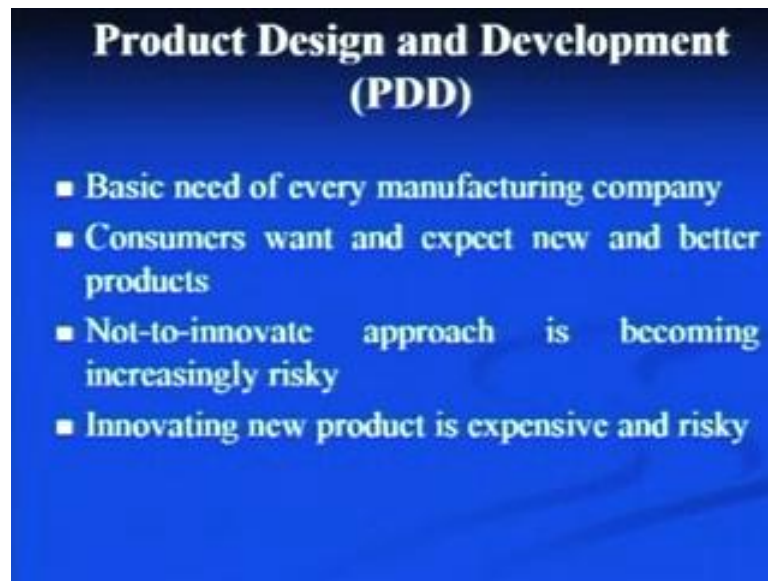 Product Design and Development
(PDD)
▪ Basic need of every manufacturing company
▪ Consumers want and expect new and better
products
▪ Not-to-innovate approach is becoming
increasingly risky
▪ Innovating new product is expensive and risky